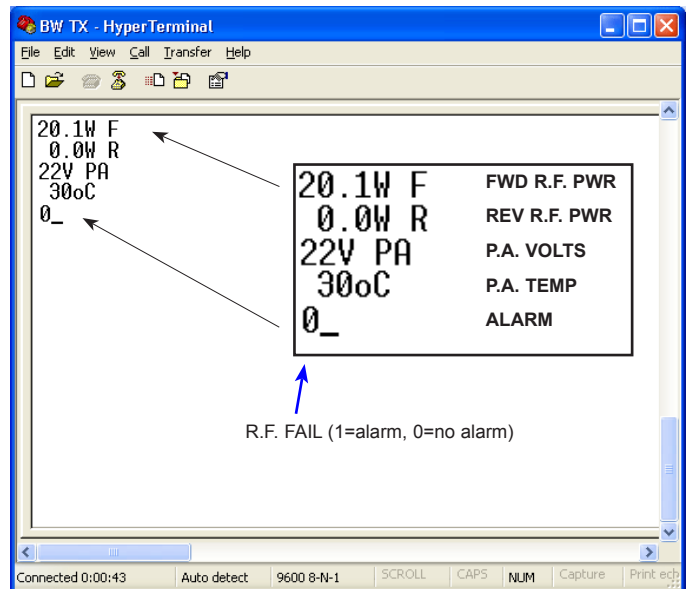 BW TX - HyperTerminal
File Edit View Call Transfer Help
20.1W F
0.0W R
22V PA
30oC
0_
20.1W F FWD R.F. PWR
0.0W R REV R.F. PWR
22V PA P.A. VOLTS
30oC P.A. TEMP
0_ ALARM
R.F. FAIL (1=alarm, 0=no alarm)
Connected 0:00:43 Auto detect 9600 8-N-1 SCROLL CAPS NUM Capture Print ech